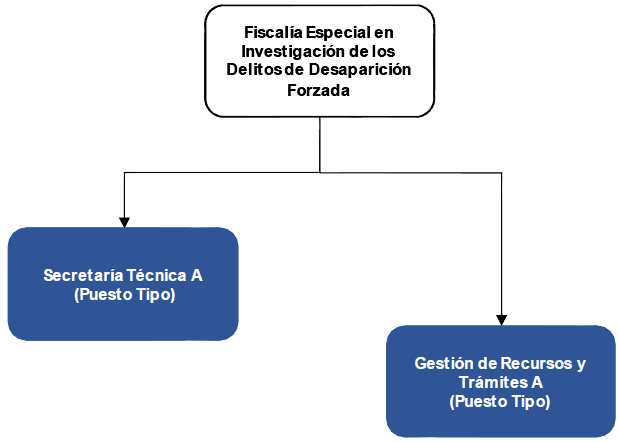 Fiscalía Especial en
Investigación de los
Delitos de Desaparición
Forzada
Secretaría Técnica A
(Puesto Tipo)
Gestión de Recursos y
Trámites A
(Puesto Tipo)